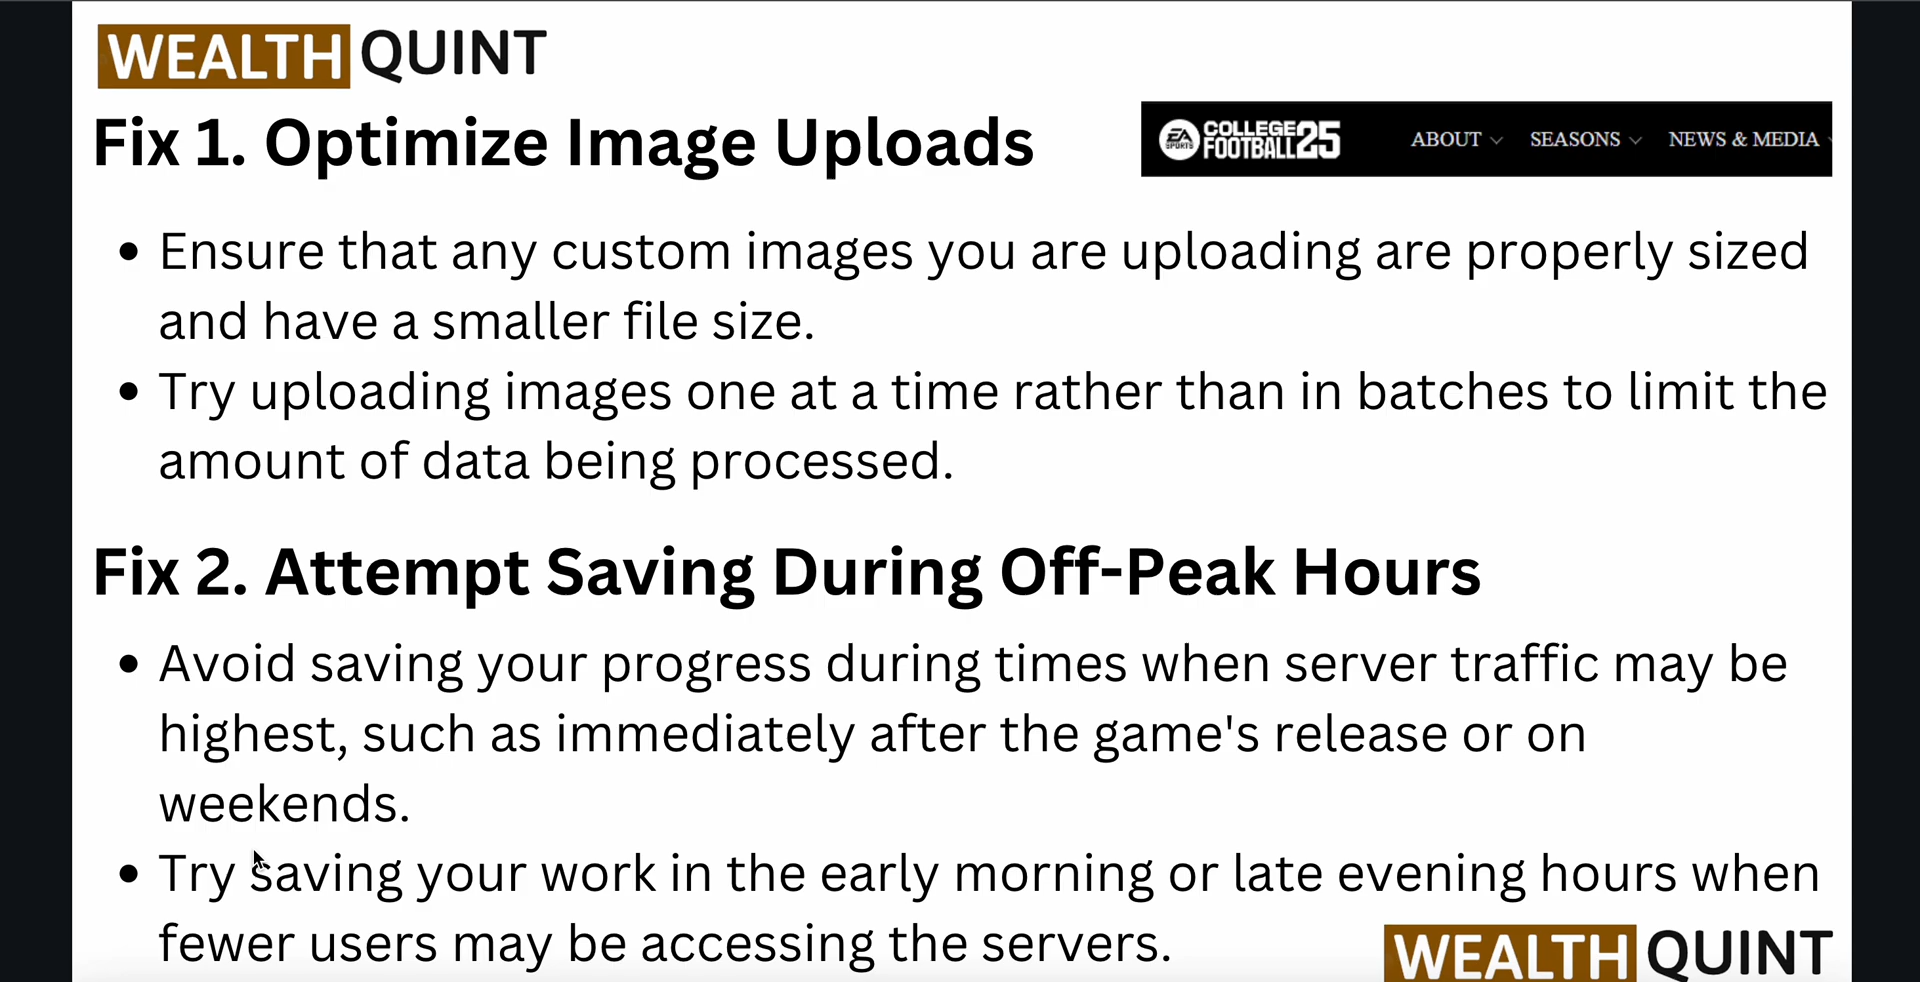 WEALTH QUINT
Fix 1. Optimize Image Uploads
EA SPORTS COLLEGE FOOTBALL 25 ABOUT SEASONS NEWS & MEDIA
• Ensure that any custom images you are uploading are properly sized
and have a smaller file size.
• Try uploading images one at a time rather than in batches to limit the
amount of data being processed.
Fix 2. Attempt Saving During Off-Peak Hours
• Avoid saving your progress during times when server traffic may be
highest, such as immediately after the game's release or on
weekends.
• Try saving your work in the early morning or late evening hours when
fewer users may be accessing the servers.
WEALTH QUINT